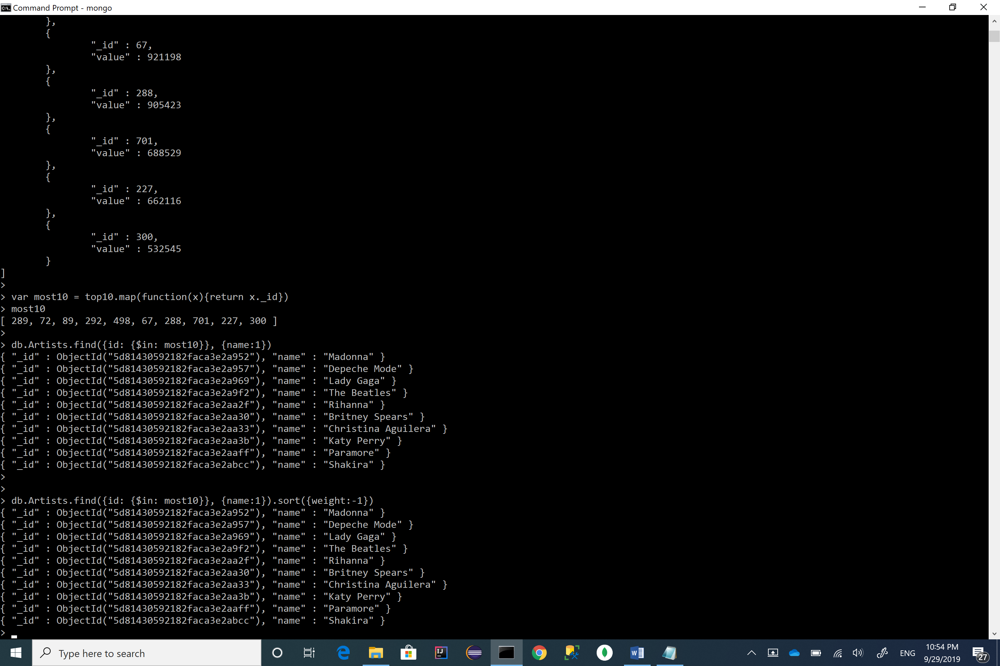 Command Prompt - mongo
},
{
"_id" : 67,
"value" : 921198
},
{
"_id" : 288,
"value" : 905423
},
{
"_id" : 701,
"value" : 688529
},
{
"_id" : 227,
"value" : 662116
},
{
"_id" : 300,
"value" : 532545
}
]
>
> var most10 = top10.map(function(x){return x._id})
> most10
[ 289, 72, 89, 292, 498, 67, 288, 701, 227, 300 ]
>
> db.Artists.find({id: {$in: most10}}, {name:1})
{ "_id" : ObjectId("5d81430592182faca3e2a952"), "name" : "Madonna" }
{ "_id" : ObjectId("5d81430592182faca3e2a957"), "name" : "Depeche Mode" }
{ "_id" : ObjectId("5d81430592182faca3e2a969"), "name" : "Lady Gaga" }
{ "_id" : ObjectId("5d81430592182faca3e2a9f2"), "name" : "The Beatles" }
{ "_id" : ObjectId("5d81430592182faca3e2aa2f"), "name" : "Rihanna" }
{ "_id" : ObjectId("5d81430592182faca3e2aa30"), "name" : "Britney Spears" }
{ "_id" : ObjectId("5d81430592182faca3e2aa33"), "name" : "Christina Aguilera" }
{ "_id" : ObjectId("5d81430592182faca3e2aa3b"), "name" : "Katy Perry" }
{ "_id" : ObjectId("5d81430592182faca3e2aaff"), "name" : "Paramore" }
{ "_id" : ObjectId("5d81430592182faca3e2abcc"), "name" : "Shakira" }
>
>
> db.Artists.find({id: {$in: most10}}, {name:1}).sort({weight:-1})
{ "_id" : ObjectId("5d81430592182faca3e2a952"), "name" : "Madonna" }
{ "_id" : ObjectId("5d81430592182faca3e2a957"), "name" : "Depeche Mode" }
{ "_id" : ObjectId("5d81430592182faca3e2a969"), "name" : "Lady Gaga" }
{ "_id" : ObjectId("5d81430592182faca3e2a9f2"), "name" : "The Beatles" }
{ "_id" : ObjectId("5d81430592182faca3e2aa2f"), "name" : "Rihanna" }
{ "_id" : ObjectId("5d81430592182faca3e2aa30"), "name" : "Britney Spears" }
{ "_id" : ObjectId("5d81430592182faca3e2aa33"), "name" : "Christina Aguilera" }
{ "_id" : ObjectId("5d81430592182faca3e2aa3b"), "name" : "Katy Perry" }
{ "_id" : ObjectId("5d81430592182faca3e2aaff"), "name" : "Paramore" }
{ "_id" : ObjectId("5d81430592182faca3e2abcc"), "name" : "Shakira" }
>
Type here to search
ENG
10:54 PM
9/29/2019
27